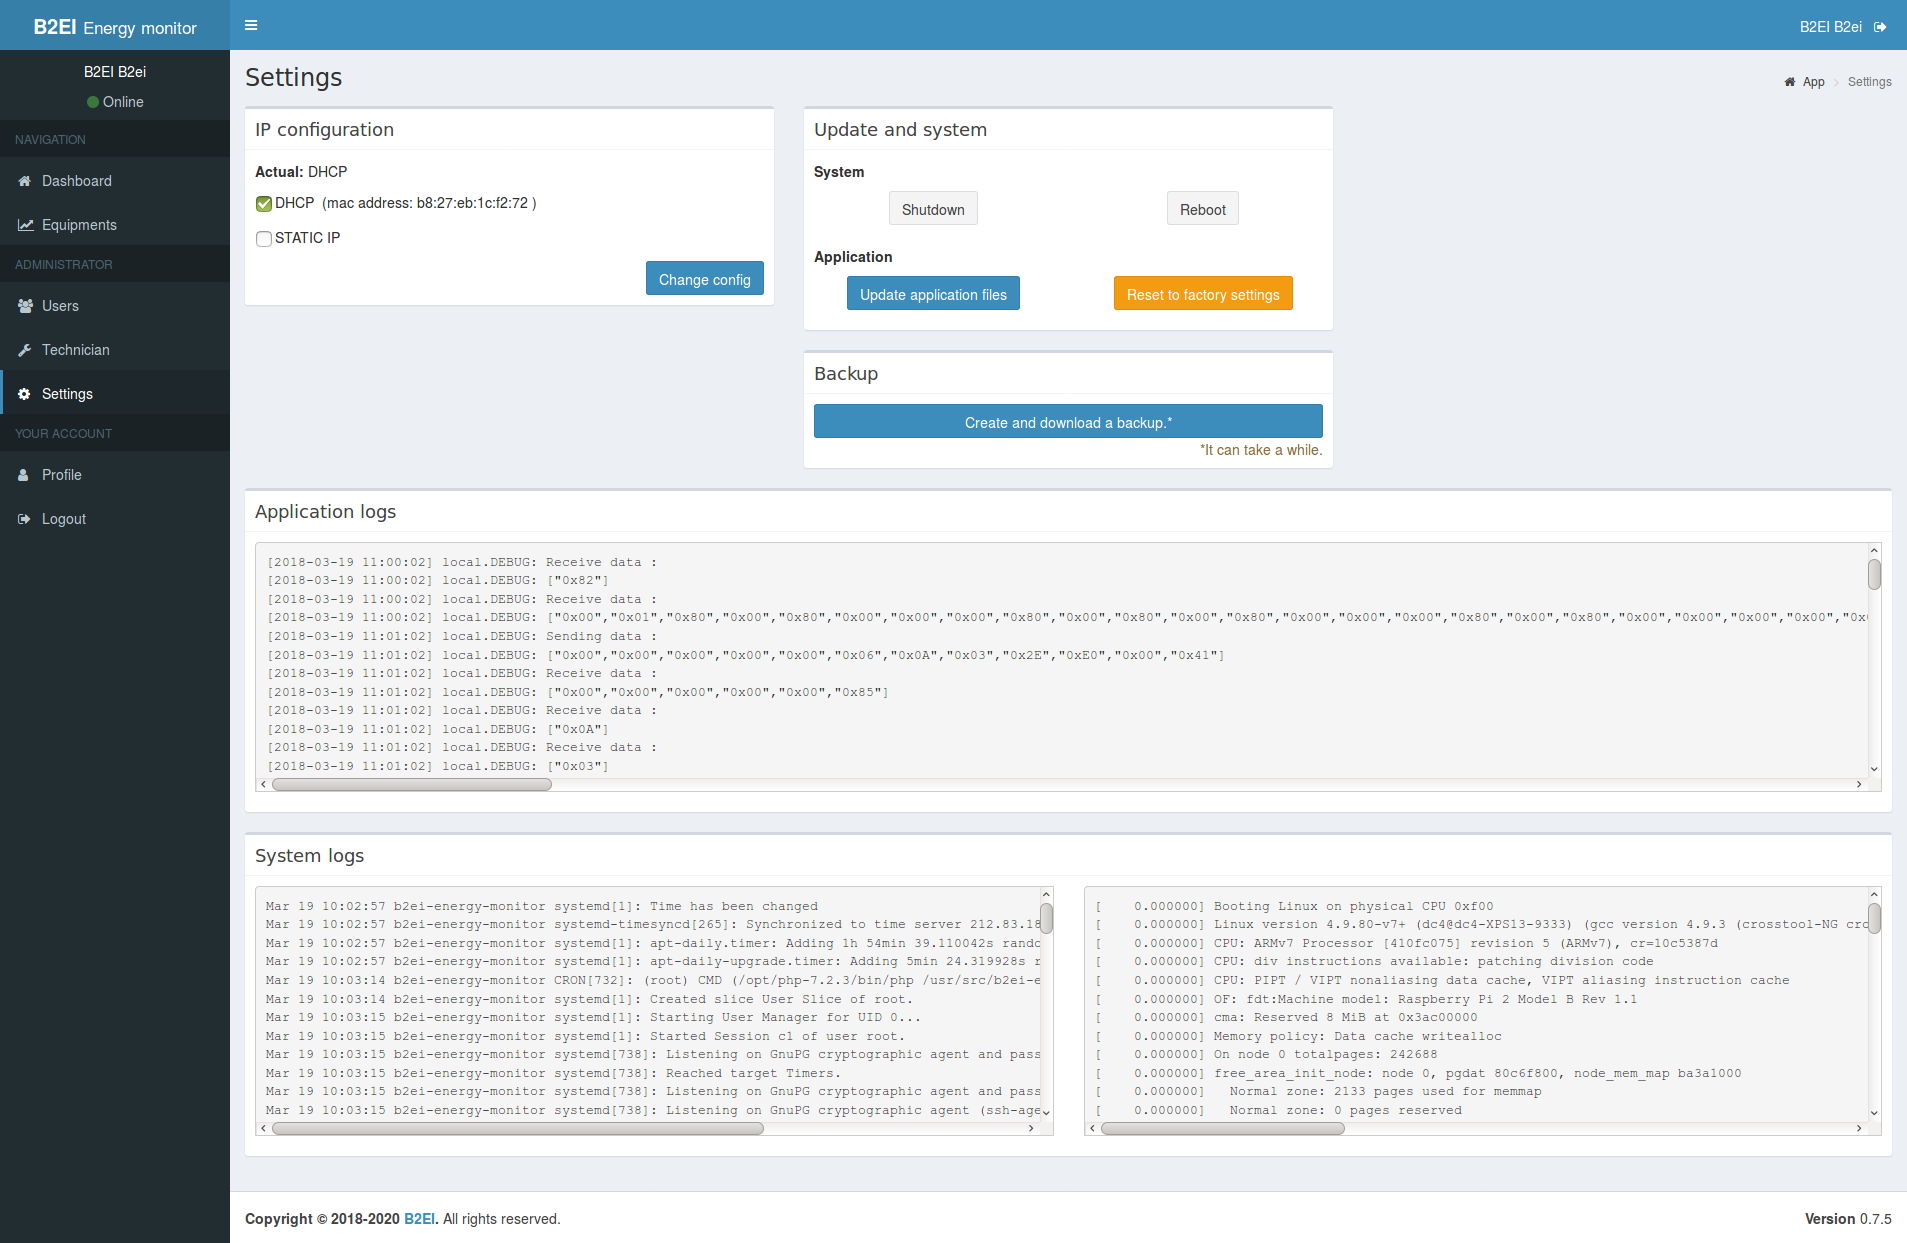 B2EI Energy monitor
B2EI B2ei
B2EI B2ei
Online
NAVIGATION
Dashboard
Equipments
ADMINISTRATOR
Users
Technician
Settings
YOUR ACCOUNT
Profile
Logout
Settings
App > Settings
IP configuration
Actual: DHCP
DHCP (mac address: b8:27:eb:1c:f2:72 )
STATIC IP
Change config
Update and system
System
Shutdown
Reboot
Application
Update application files
Reset to factory settings
Backup
Create and download a backup.*
*It can take a while.
Application logs
[2018-03-19 11:00:02] local.DEBUG: Receive data :
[2018-03-19 11:00:02] local.DEBUG: ["0x82"]
[2018-03-19 11:00:02] local.DEBUG: Receive data :
[2018-03-19 11:00:02] local.DEBUG: ["0x00","0x01","0x80","0x00","0x80","0x00","0x00","0x00","0x80","0x00","0x80","0x00","0x80","0x00","0x00","0x00","0x80","0x00","0x80","0x00","0x00","0x00","0x00","0x
[2018-03-19 11:01:02] local.DEBUG: Sending data :
[2018-03-19 11:01:02] local.DEBUG: ["0x00","0x00","0x00","0x00","0x00","0x06","0x0A","0x03","0x2E","0xE0","0x00","0x41"]
[2018-03-19 11:01:02] local.DEBUG: Receive data :
[2018-03-19 11:01:02] local.DEBUG: ["0x00","0x00","0x00","0x00","0x00","0x85"]
[2018-03-19 11:01:02] local.DEBUG: Receive data :
[2018-03-19 11:01:02] local.DEBUG: ["0x0A"]
[2018-03-19 11:01:02] local.DEBUG: Receive data :
[2018-03-19 11:01:02] local.DEBUG: ["0x03"]
System logs
Mar 19 10:02:57 b2ei-energy-monitor systemd[1]: Time has been changed
Mar 19 10:02:57 b2ei-energy-monitor systemd-timesyncd[265]: Synchronized to time server 212.83.18
Mar 19 10:02:57 b2ei-energy-monitor systemd[1]: apt-daily.timer: Adding 1h 54min 39.110042s rando
Mar 19 10:02:57 b2ei-energy-monitor systemd[1]: apt-daily-upgrade.timer: Adding 5min 24.319928s r
Mar 19 10:03:14 b2ei-energy-monitor CRON[732]: (root) CMD (/opt/php-7.2.3/bin/php /usr/src/b2ei-e
Mar 19 10:03:14 b2ei-energy-monitor systemd[1]: Created slice User Slice of root.
Mar 19 10:03:15 b2ei-energy-monitor systemd[1]: Starting User Manager for UID 0...
Mar 19 10:03:15 b2ei-energy-monitor systemd[1]: Started Session c1 of user root.
Mar 19 10:03:15 b2ei-energy-monitor systemd[738]: Listening on GnuPG cryptographic agent and pass
Mar 19 10:03:15 b2ei-energy-monitor systemd[738]: Reached target Timers.
Mar 19 10:03:15 b2ei-energy-monitor systemd[738]: Listening on GnuPG cryptographic agent and pass
Mar 19 10:03:15 b2ei-energy-monitor systemd[738]: Listening on GnuPG cryptographic agent (ssh-age
[ 0.000000] Booting Linux on physical CPU 0xf00
[ 0.000000] Linux version 4.9.80-v7+ (dc4@dc4-XPS13-9333) (gcc version 4.9.3 (crosstool-NG crc
[ 0.000000] CPU: ARMv7 Processor [410fc075] revision 5 (ARMv7), cr=10c5387d
[ 0.000000] CPU: div instructions available: patching division code
[ 0.000000] CPU: PIPT / VIPT nonaliasing data cache, VIPT aliasing instruction cache
[ 0.000000] OF: fdt:Machine model: Raspberry Pi 2 Model B Rev 1.1
[ 0.000000] cma: Reserved 8 MiB at 0x3ac00000
[ 0.000000] Memory policy: Data cache writealloc
[ 0.000000] On node 0 totalpages: 242688
[ 0.000000] free_area_init_node: node 0, pgdat 80c6f800, node_mem_map ba3a1000
[ 0.000000] Normal zone: 2133 pages used for memmap
[ 0.000000] Normal zone: 0 pages reserved
Copyright © 2018-2020 B2EI. All rights reserved.
Version 0.7.5